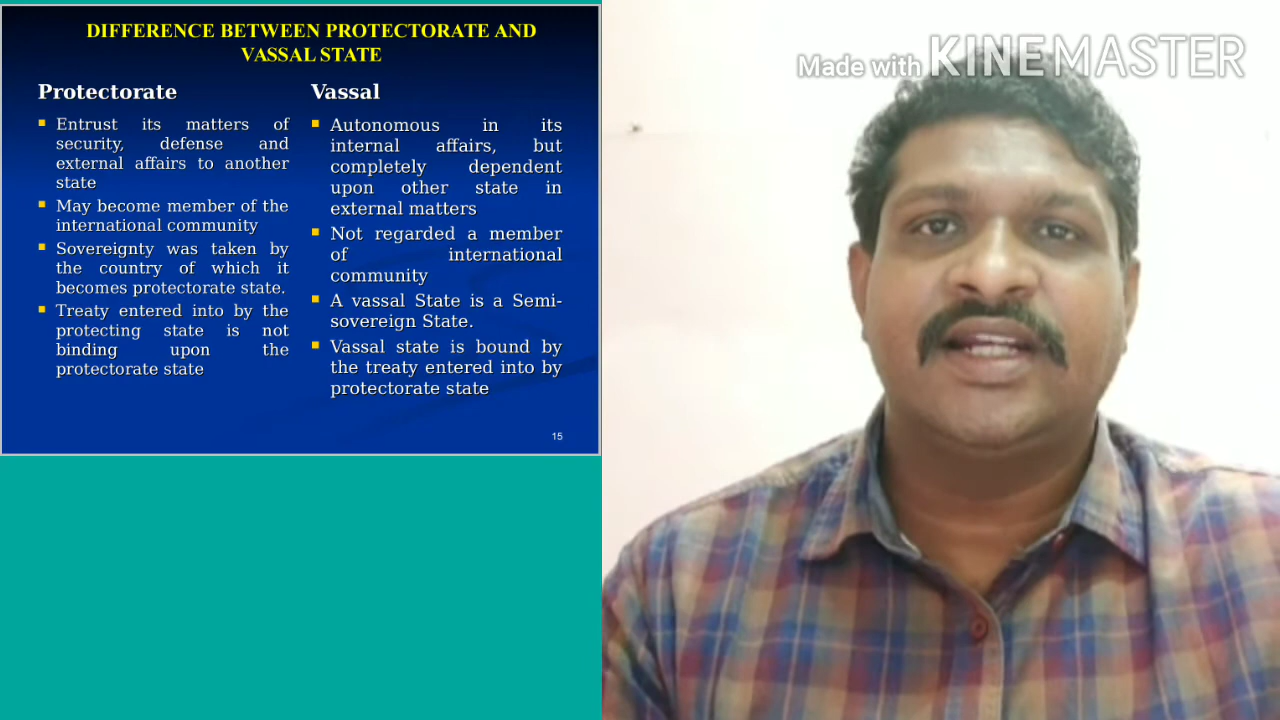 DIFFERENCE BETWEEN PROTECTORATE AND
VASSAL STATE
Protectorate
Entrust its matters of
security, defense and
external affairs to another
state
May become member of the
international community
Sovereignty was taken by
the country of which it
becomes protectorate state.
Treaty entered into by the
protecting state is not
binding upon the
protectorate state
Vassal
Autonomous in its
internal affairs, but
completely dependent
upon other state in
external matters
Not regarded a member
of international
community
A vassal State is a Semi-
sovereign State.
Vassal state is bound by
the treaty entered into by
protectorate state
15
Made with KINEMASTER